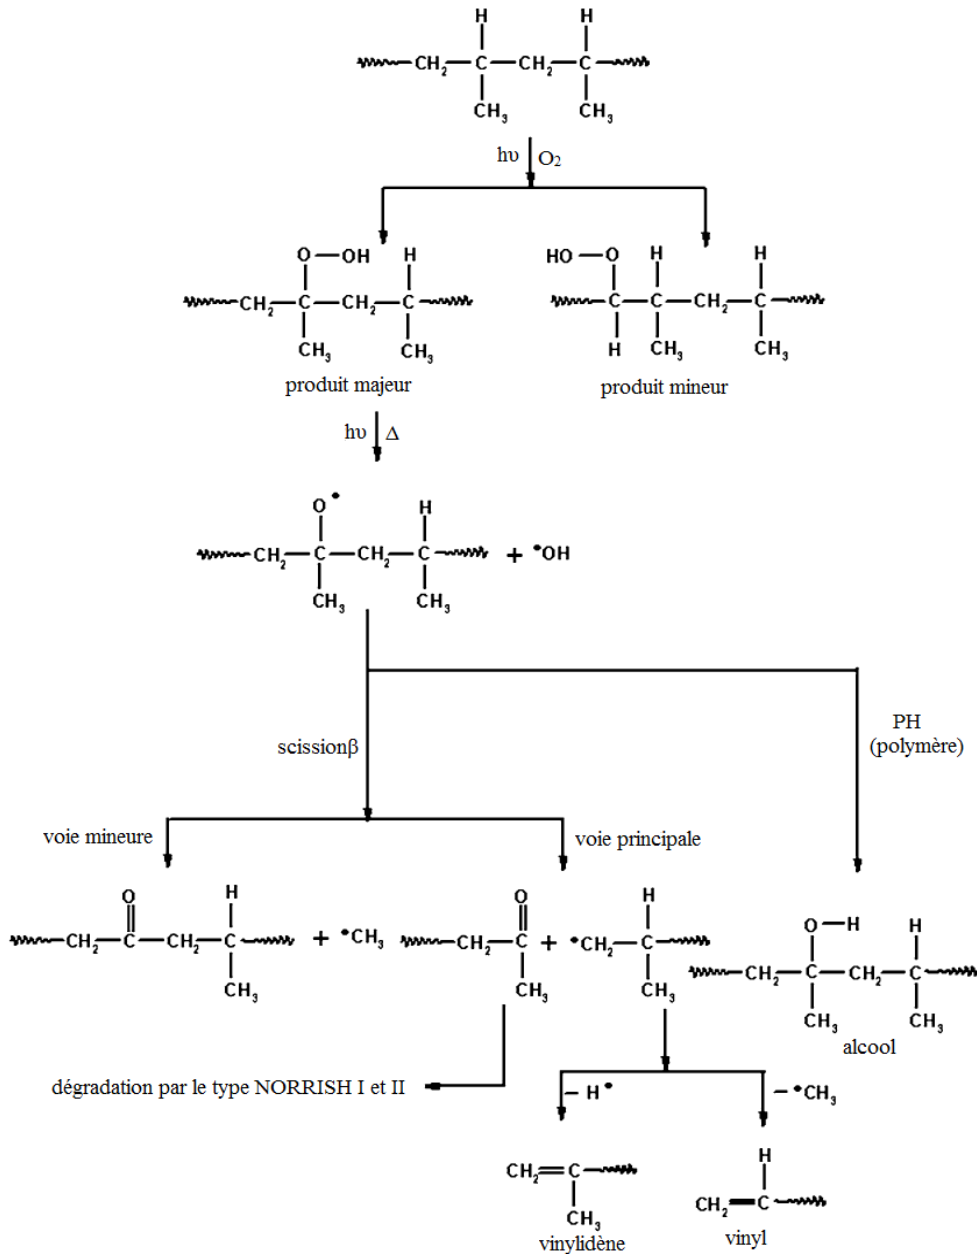 H H
CH₂—C—CH₂—C
CH₃ CH₃
hυ O₂
O—OH H HO—O H H
CH₂—C—CH₂—C C—C—CH₂—C
CH₃ CH₃ H CH₃ CH₃
produit majeur produit mineur
hυ Δ
O• H
CH₂—C—CH₂—C + •OH
CH₃ CH₃
PH
(polymère)
scissionβ
voie mineure voie principale
O H O H O—H H
CH₂—C—CH₂—C + •CH₃ CH₂—C + •CH₂—C CH₂—C—CH₂—C
CH₃ CH₃ CH₃ CH₃ CH₃
alcool
dégradation par le type NORRISH I et II
– H• – •CH₃
H
CH₂=C CH₂=C
CH₃
vinylidène vinyl